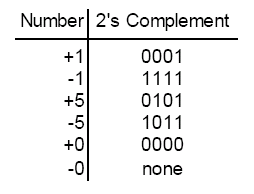 Number 2's Complement
+1 0001
-1 1111
+5 0101
-5 1011
+0 0000
-0 none